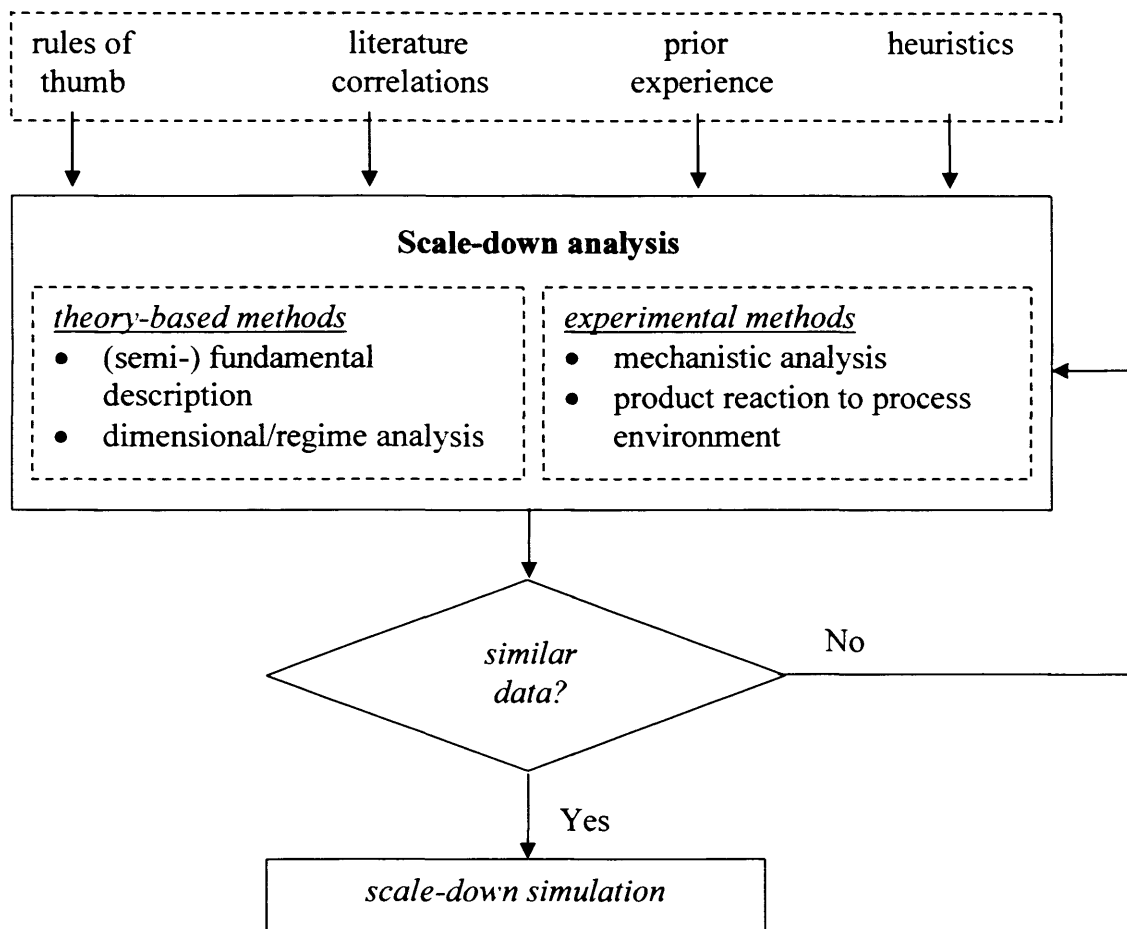 rules of thumb
literature correlations
prior experience
heuristics
Scale-down analysis
theory-based methods
• (semi-) fundamental
description
• dimensional/regime analysis
experimental methods
• mechanistic analysis
• product reaction to process
environment
similar
data?
No
Yes
scale-down simulation